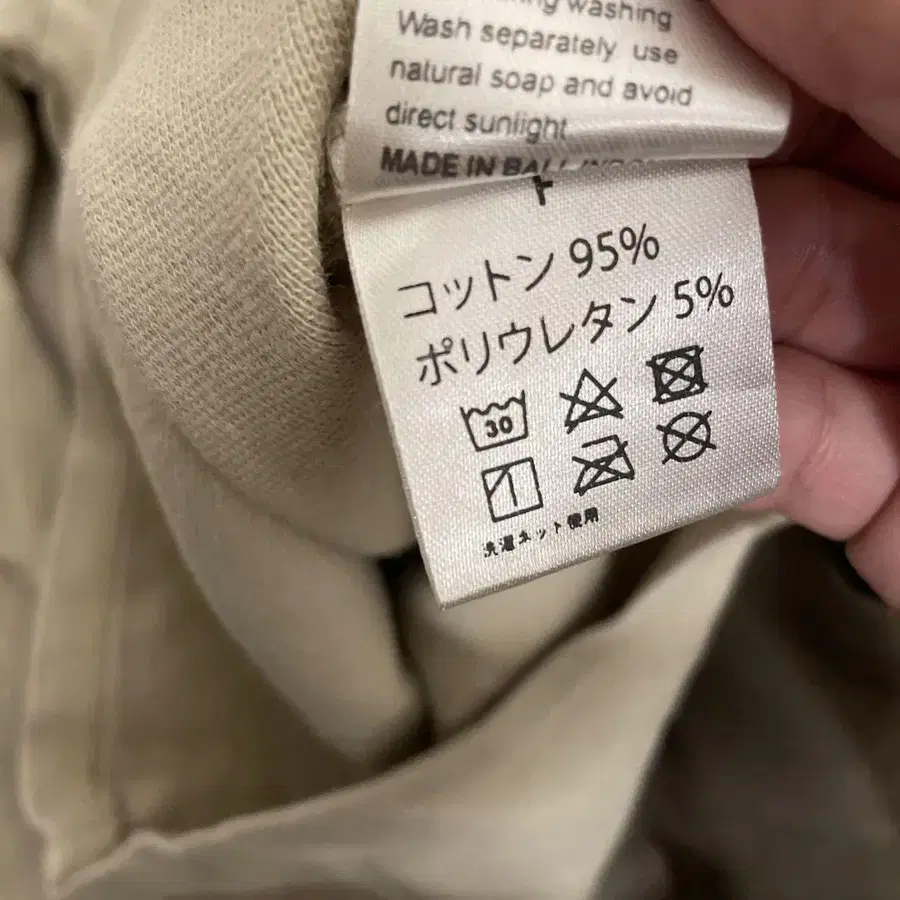 washing
Wash separately use
natural soap and avoid
direct sunlight
MADE IN BALI
コットン 95%
ポリウレタン 5%
30
洗濯ネット使用